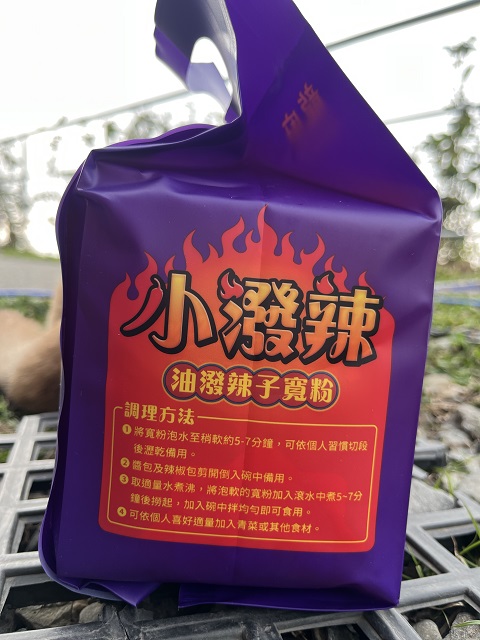 小潑辣
油潑辣子寬粉
調理方法
1 將寬粉泡水至稍軟約5-7分鐘，可依個人習慣切段
後瀝乾備用。
2 醬包及辣椒包剪開倒入碗中備用。
3 取適量水煮沸，將泡軟的寬粉加入滾水中煮5~7分
鐘後撈起，加入碗中拌均勻即可食用。
4 可依個人喜好適量加入青菜或其他食材。